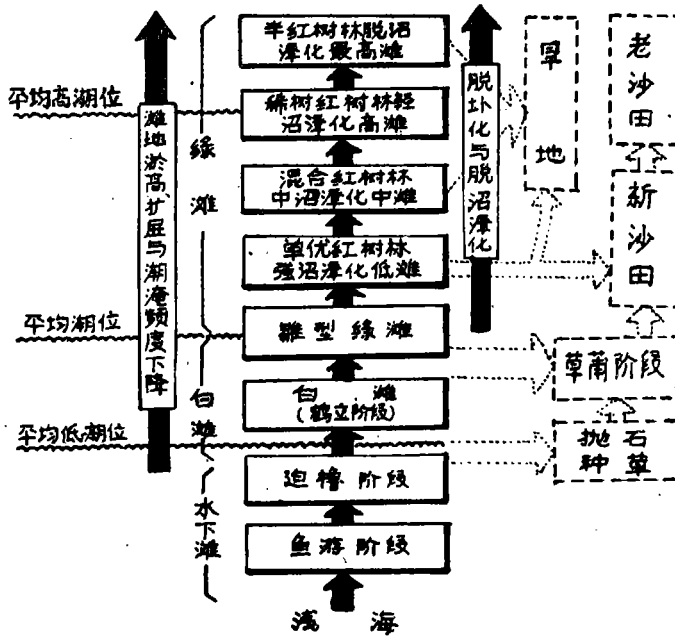 半红树林脱沼
泽化最高滩
稀树红树林轻
沼泽化高滩
混合红树林
中沼泽化中滩
单优红树林
强沼泽化低滩
雏型绿滩
白滩
(鹤立阶段)
迫橹阶段
鱼游阶段
浅海
平均高潮位
平均潮位
平均低潮位
滩地淤高,扩展与潮淹频度下降
绿滩
白滩
水下滩
脱盐化与脱沼泽化
旱地
老沙田
新沙田
草莆阶段
抛石
种草